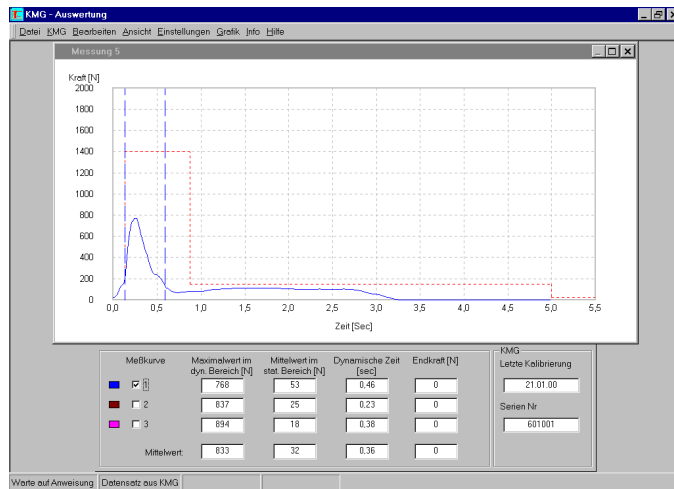 KMG - Auswertung
Datei KMG Bearbeiten Ansicht Einstellungen Grafik Info Hilfe
Messung 5
Kraft [N]
2000
1800
1600
1400
1200
1000
800
600
400
200
0
0,0 0,5 1,0 1,5 2,0 2,5 3,0 3,5 4,0 4,5 5,0 5,5
Zeit [Sec]
Meßkurve Maximalwert im dyn. Bereich [N] Mittelwert im stat. Bereich [N] Dynamische Zeit [sec] Endkraft [N]
1 768 53 0,46 0
2 837 25 0,23 0
3 894 18 0,38 0
Mittelwert: 833 32 0,36 0
KMG
Letzte Kalibrierung
21.01.00
Serien Nr
601001
Warte auf Anweisung Datensatz aus KMG